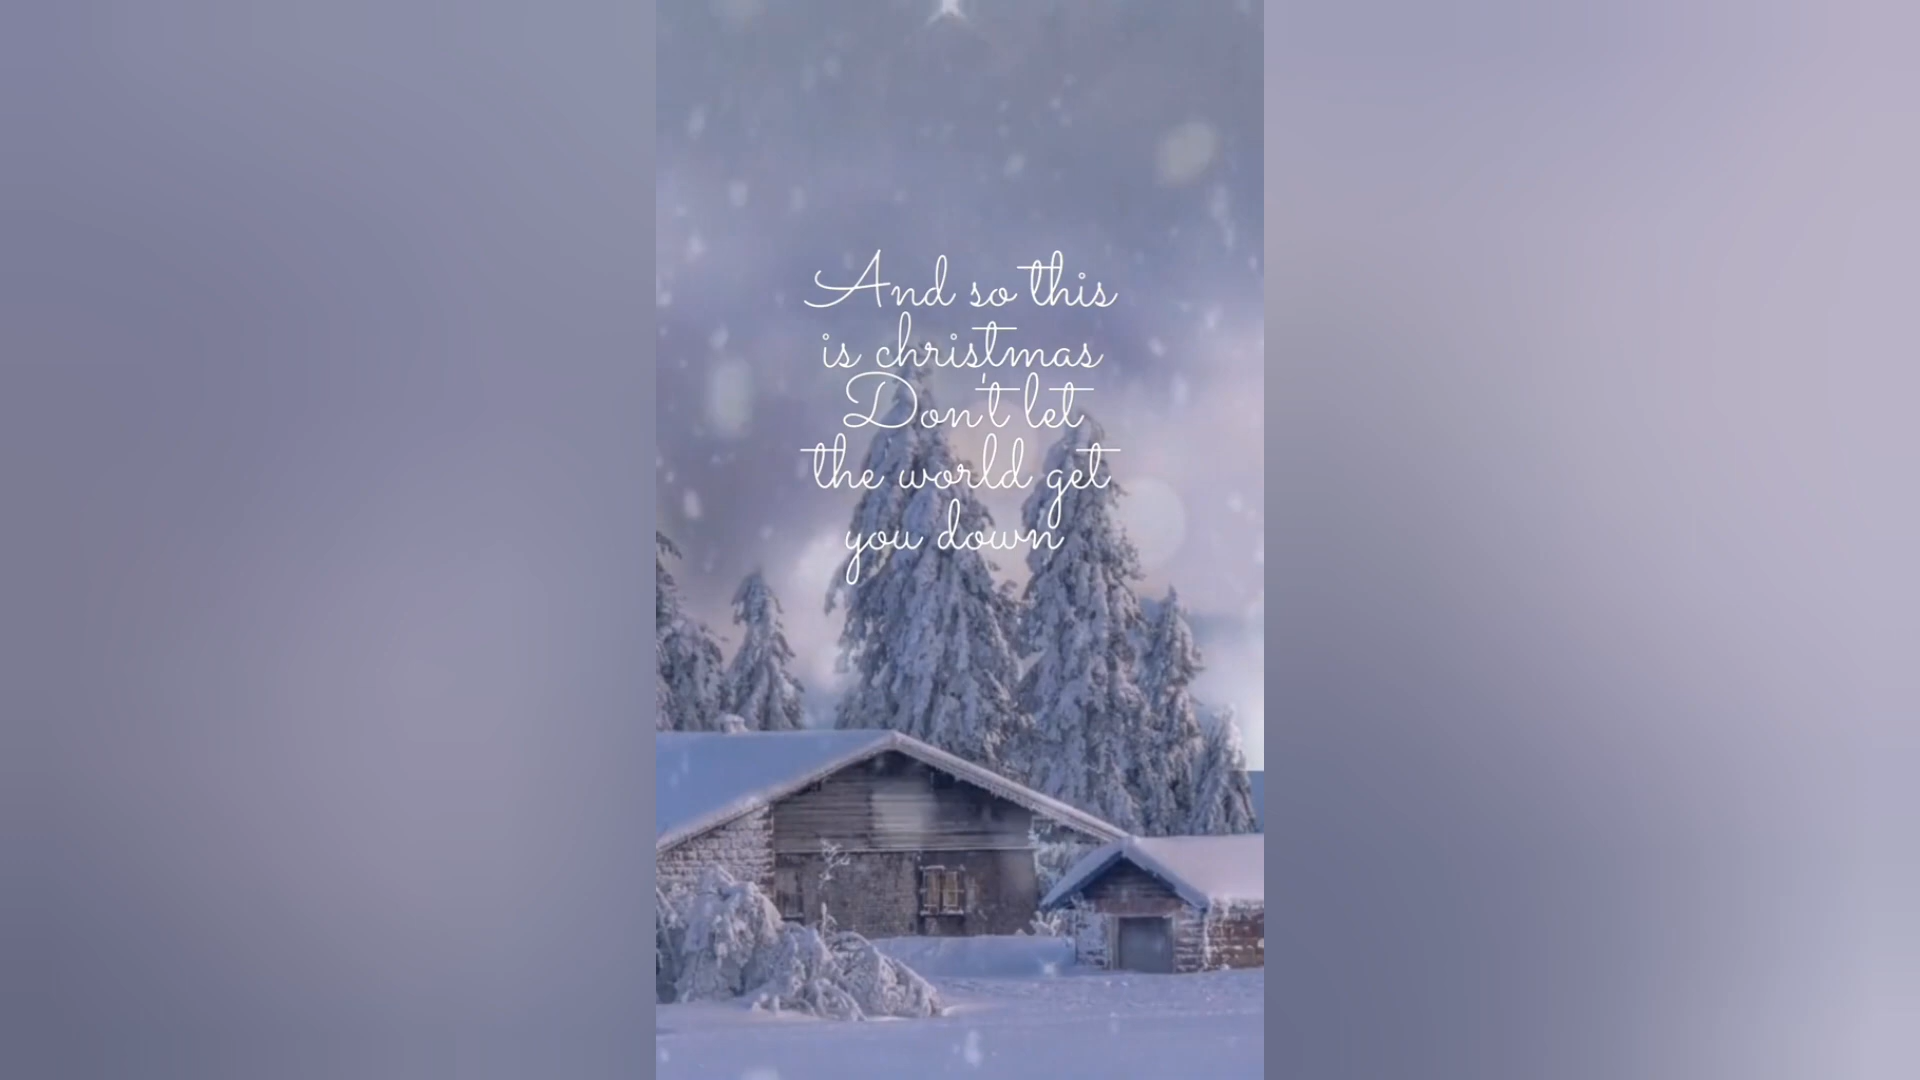 And so this
is christmas
Don't let
the world get
you down